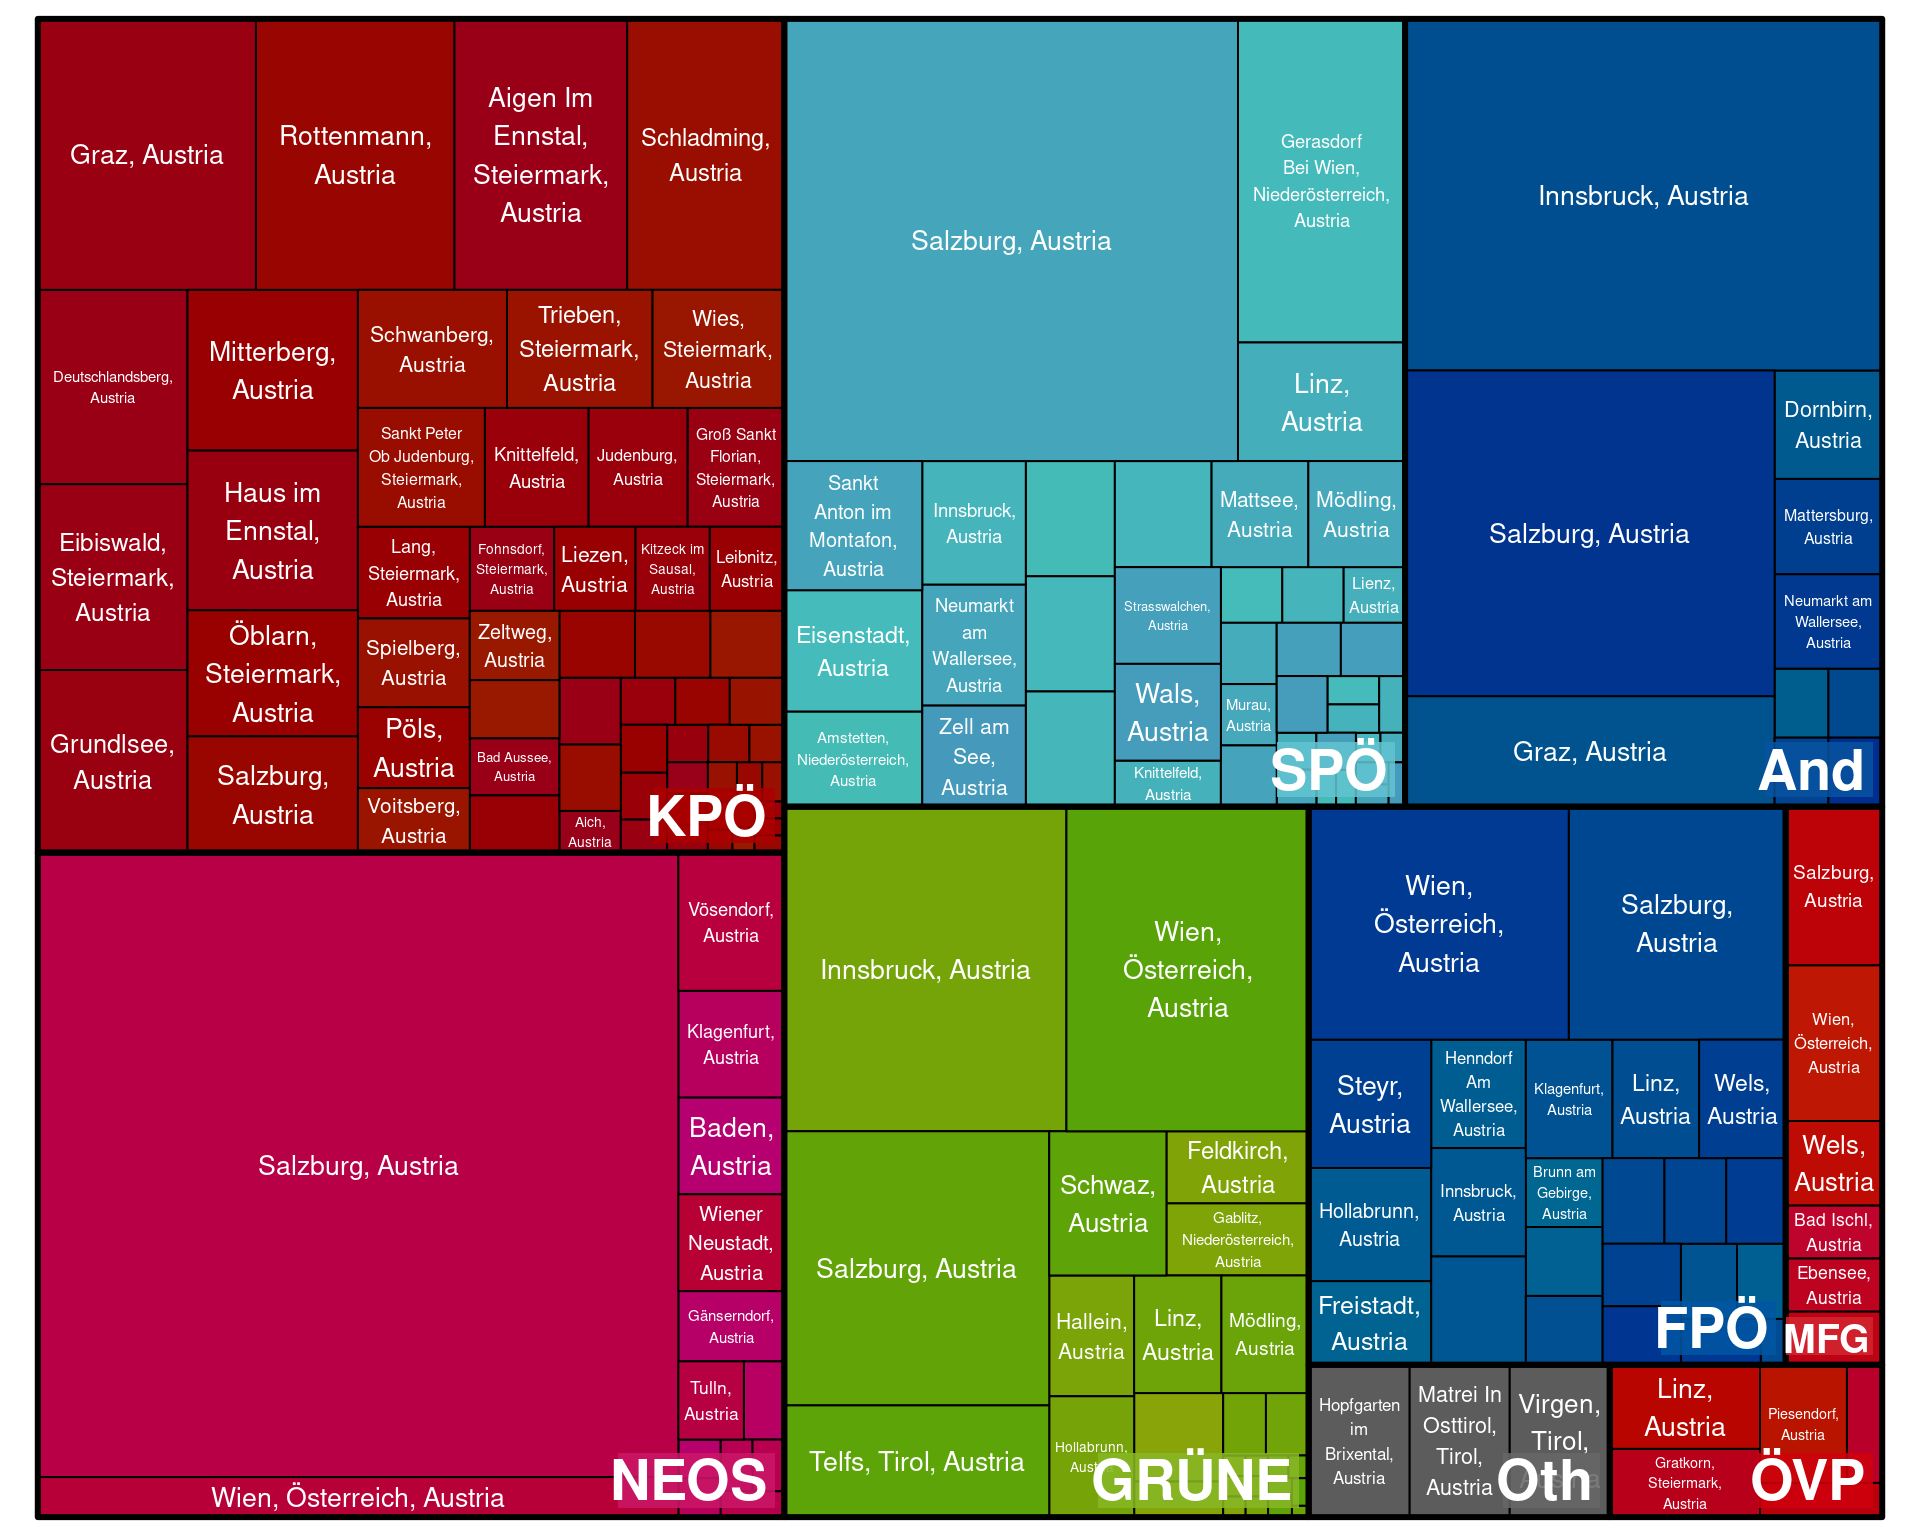 Graz, Austria
Rottenmann,
Austria
Aigen Im
Ennstal,
Steiermark,
Austria
Schladming,
Austria
Deutschlandsberg,
Austria
Mitterberg,
Austria
Schwanberg,
Austria
Trieben,
Steiermark,
Austria
Wies,
Steiermark,
Austria
Sankt Peter
Ob Judenburg,
Steiermark,
Austria
Knittelfeld,
Austria
Judenburg,
Austria
Groß Sankt
Florian,
Steiermark,
Austria
Eibiswald,
Steiermark,
Austria
Haus im
Ennstal,
Austria
Lang,
Steiermark,
Austria
Fohnsdorf,
Steiermark,
Austria
Liezen,
Austria
Kitzeck im
Sausal,
Austria
Leibnitz,
Austria
Öblarn,
Steiermark,
Austria
Spielberg,
Austria
Zeltweg,
Austria
Grundlsee,
Austria
Salzburg,
Austria
Pöls,
Austria
Bad Aussee,
Austria
Voitsberg,
Austria
Aich,
Austria
KPÖ
Salzburg, Austria
Gerasdorf
Bei Wien,
Niederösterreich,
Austria
Linz,
Austria
Sankt
Anton im
Montafon,
Austria
Innsbruck,
Austria
Mattsee,
Austria
Mödling,
Austria
Eisenstadt,
Austria
Neumarkt
am
Wallersee,
Austria
Strasswalchen,
Austria
Lienz,
Austria
Amstetten,
Niederösterreich,
Austria
Zell am
See,
Austria
Wals,
Austria
Murau,
Austria
Knittelfeld,
Austria
SPÖ
Innsbruck, Austria
Salzburg, Austria
Dornbirn,
Austria
Mattersburg,
Austria
Neumarkt am
Wallersee,
Austria
Graz, Austria
And
Salzburg, Austria
Vösendorf,
Austria
Klagenfurt,
Austria
Baden,
Austria
Wiener
Neustadt,
Austria
Gänserndorf,
Austria
Tulln,
Austria
Wien, Österreich, Austria
NEOS
Innsbruck, Austria
Wien,
Österreich,
Austria
Salzburg, Austria
Schwaz,
Austria
Feldkirch,
Austria
Gablitz,
Niederösterreich,
Austria
Hallein,
Austria
Linz,
Austria
Mödling,
Austria
Telfs, Tirol, Austria
Hollabrunn,
Austria
GRÜNE
Wien,
Österreich,
Austria
Salzburg,
Austria
Steyr,
Austria
Henndorf
Am
Wallersee,
Austria
Klagenfurt,
Austria
Linz,
Austria
Wels,
Austria
Hollabrunn,
Austria
Innsbruck,
Austria
Brunn am
Gebirge,
Austria
Freistadt,
Austria
FPÖ
Salzburg,
Austria
Wien,
Österreich,
Austria
Wels,
Austria
Bad Ischl,
Austria
Ebensee,
Austria
MFG
Hopfgarten
im
Brixental,
Austria
Matrei In
Osttirol,
Tirol,
Austria
Virgen,
Tirol,
Austria
Oth
Linz,
Austria
Piesendorf,
Austria
Gratkorn,
Steiermark,
Austria
ÖVP